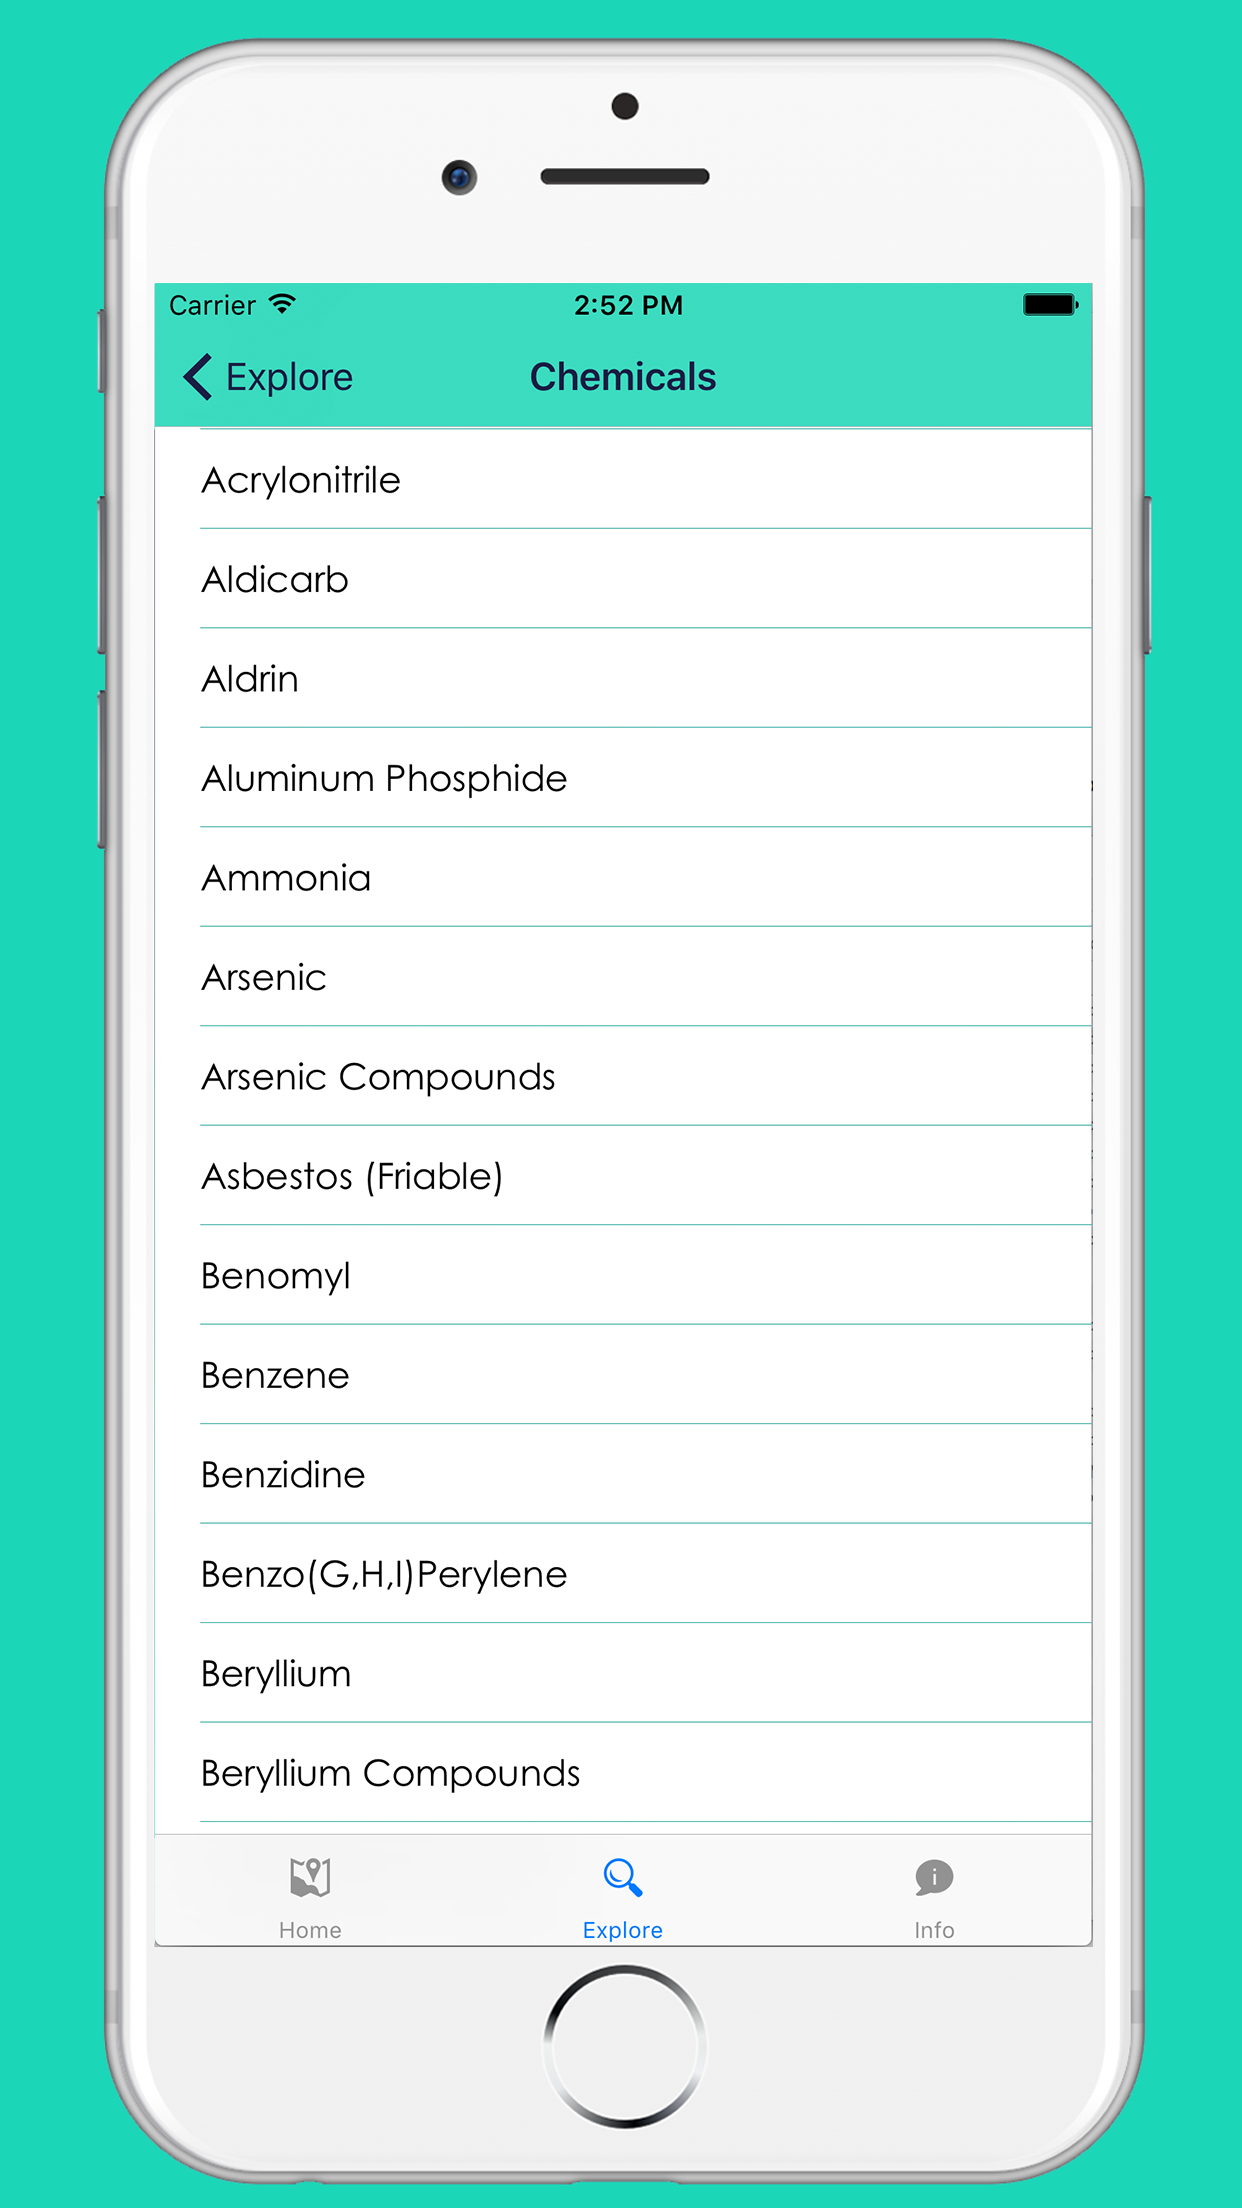 Carrier 2:52 PM
Explore Chemicals
Acrylonitrile
Aldicarb
Aldrin
Aluminum Phosphide
Ammonia
Arsenic
Arsenic Compounds
Asbestos (Friable)
Benomyl
Benzene
Benzidine
Benzo(G,H,I)Perylene
Beryllium
Beryllium Compounds
Home Explore Info